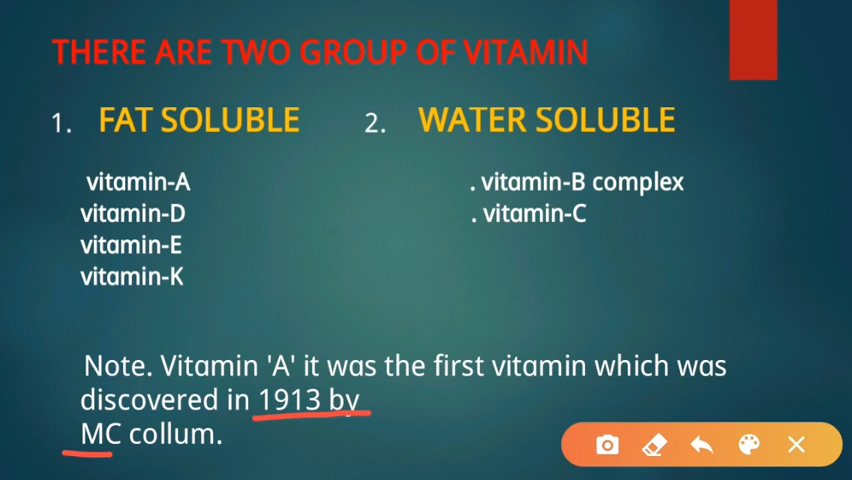 THERE ARE TWO GROUP OF VITAMIN
1. FAT SOLUBLE 2. WATER SOLUBLE
vitamin-A . vitamin-B complex
vitamin-D . vitamin-C
vitamin-E
vitamin-K
Note. Vitamin 'A' it was the first vitamin which was
discovered in 1913 by
MC collum.